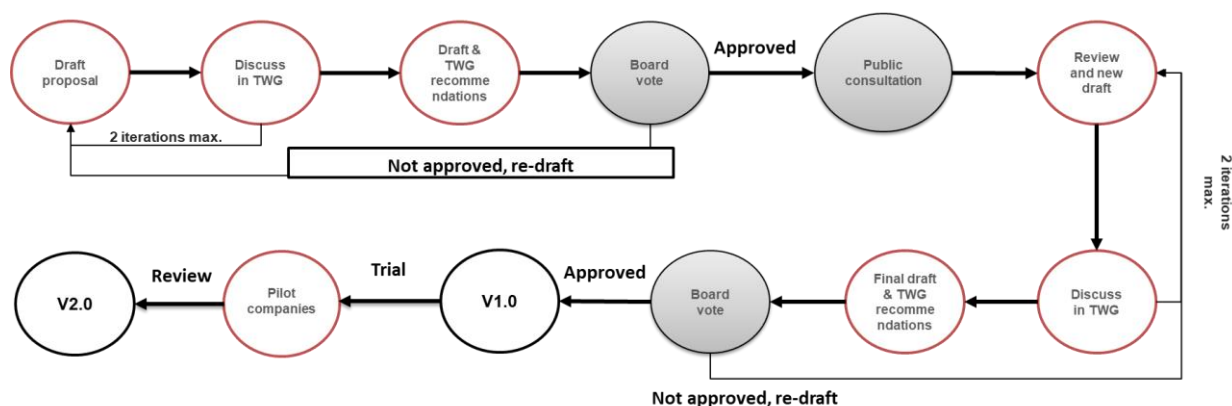 Draft
proposal
Discuss
in TWG
Draft &
TWG
recomme
ndations
Board
vote
Approved
Public
consultation
Review
and new
draft
2 iterations max.
Not approved, re-draft
2 iterations
max.
V2.0
Review
Pilot
companies
Trial
V1.0
Approved
Board
vote
Final draft
& TWG
recomme
ndations
Discuss
in TWG
Not approved, re-draft